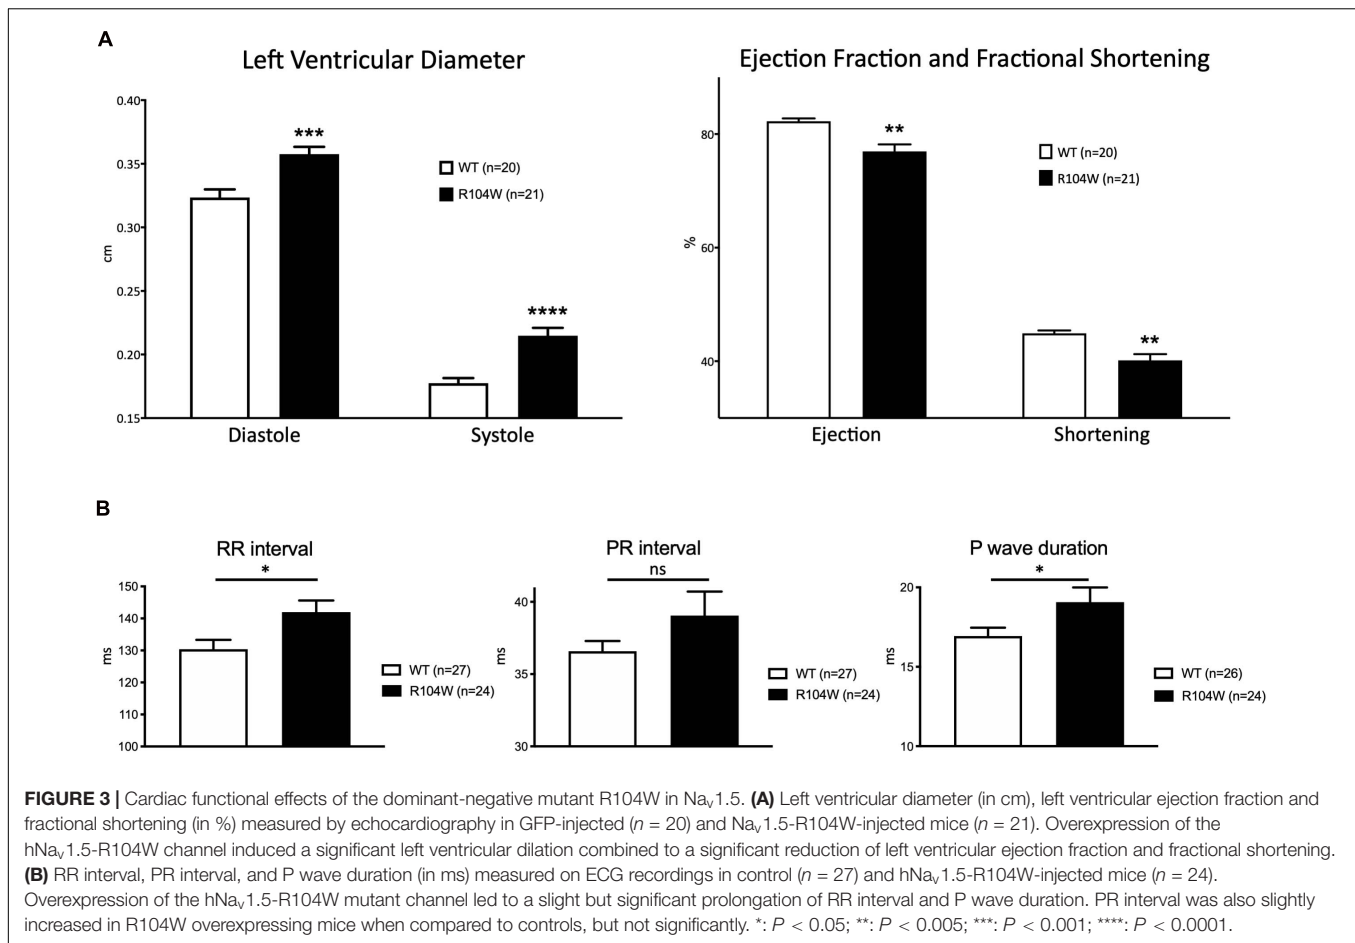 A
Left Ventricular Diameter
0.40
0.35
0.30
0.25
0.20
0.15
cm
***
****
WT (n=20)
R104W (n=21)
Diastole
Systole
Ejection Fraction and Fractional Shortening
80
60
40
%
**
**
WT (n=20)
R104W (n=21)
Ejection
Shortening
B
RR interval
*
150
140
130
120
110
100
ms
WT (n=27)
R104W (n=24)
PR interval
ns
40
35
30
ms
WT (n=27)
R104W (n=24)
P wave duration
*
20
15
10
ms
WT (n=26)
R104W (n=24)
FIGURE 3 | Cardiac functional effects of the dominant-negative mutant R104W in Nav1.5. (A) Left ventricular diameter (in cm), left ventricular ejection fraction and
fractional shortening (in %) measured by echocardiography in GFP-injected (n = 20) and Nav1.5-R104W-injected mice (n = 21). Overexpression of the
hNav1.5-R104W channel induced a significant left ventricular dilation combined to a significant reduction of left ventricular ejection fraction and fractional shortening.
(B) RR interval, PR interval, and P wave duration (in ms) measured on ECG recordings in control (n = 27) and hNav1.5-R104W-injected mice (n = 24).
Overexpression of the hNav1.5-R104W mutant channel led to a slight but significant prolongation of RR interval and P wave duration. PR interval was also slightly
increased in R104W overexpressing mice when compared to controls, but not significantly. *: P < 0.05; **: P < 0.005; ***: P < 0.001; ****: P < 0.0001.